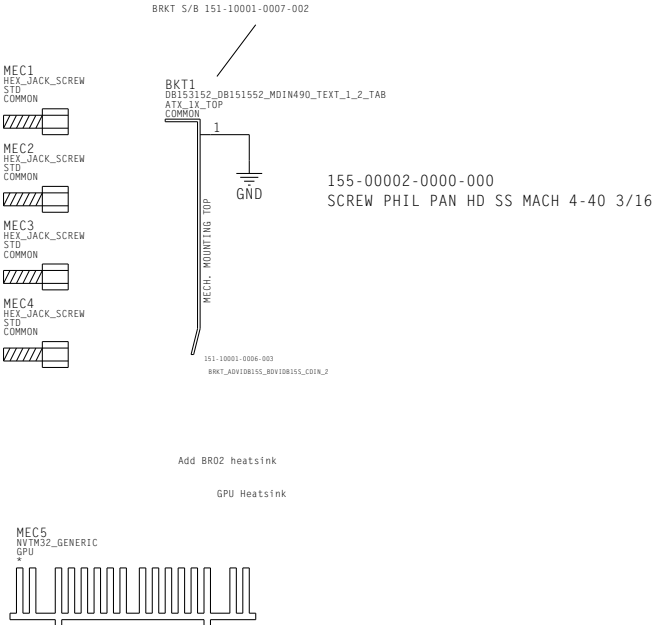 BRKT S/B 151-10001-0007-002
MEC1
HEX_JACK_SCREW
STD
COMMON
BKT1
DB153152_DB151552_MDIN490_TEXT_1_2_TAB
ATX_1X_TOP
COMMON
1
GND
MECH. MOUNTING TOP
MEC2
HEX_JACK_SCREW
STD
COMMON
155-00002-0000-000
SCREW PHIL PAN HD SS MACH 4-40 3/16
MEC3
HEX_JACK_SCREW
STD
COMMON
MEC4
HEX_JACK_SCREW
STD
COMMON
151-10001-0006-003
BRKT_ADVIDB15S_BDVIDB15S_CDIN_2
Add BRO2 heatsink
GPU Heatsink
MEC5
NVTM32_GENERIC
GPU
*